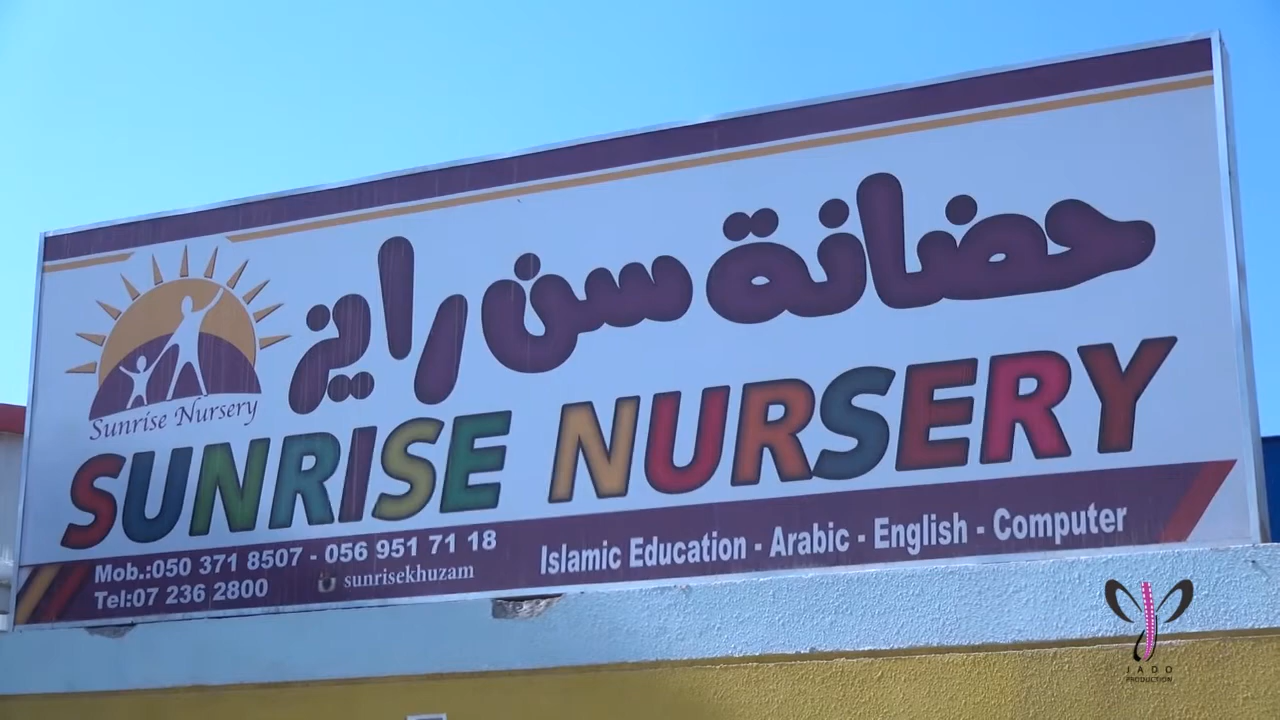 حضانة سن رايز
Sunrise Nursery
SUNRISE NURSERY
Mob.:050 371 8507 - 056 951 71 18
Tel:07 236 2800
sunrisekhuzam
Islamic Education - Arabic - English - Computer
JADO
PRODUCTION